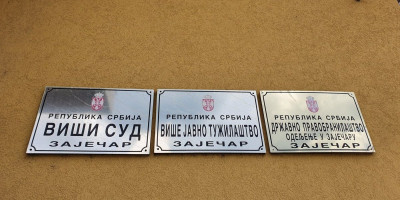 РЕПУБЛИКА СРБИЈА
ВИШИ СУД
ЗАЈЕЧАР
РЕПУБЛИКА СРБИЈА
ВИШЕ ЈАВНО ТУЖИЛАШТВО
ЗАЈЕЧАР
РЕПУБЛИКА СРБИЈА
ДРЖАВНО ПРАВОБРАНИЛАШТВО
ОДЕЉЕЊЕ У ЗАЈЕЧАРУ
ЗАЈЕЧАР